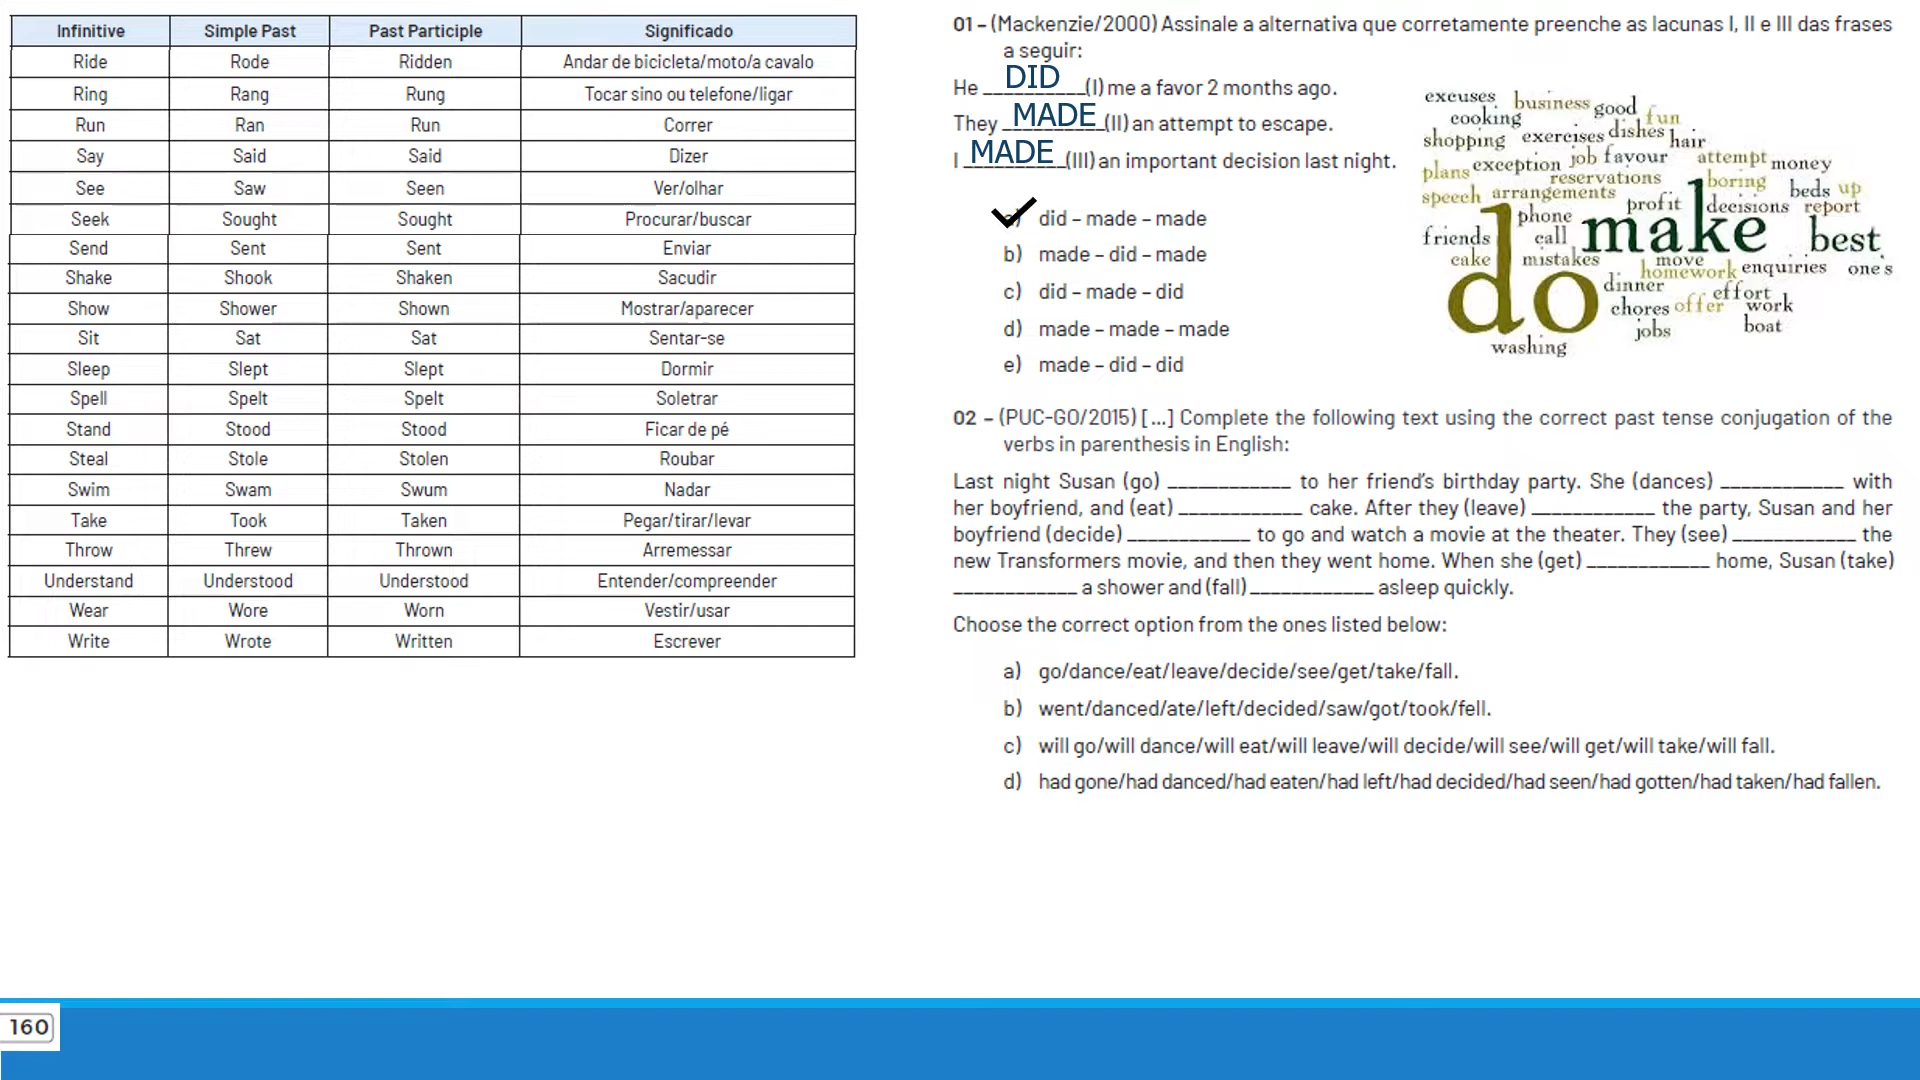 Infinitive Simple Past Past Participle Significado
Ride Rode Ridden Andar de bicicleta/moto/a cavalo
Ring Rang Rung Tocar sino ou telefone/ligar
Run Ran Run Correr
Say Said Said Dizer
See Saw Seen Ver/olhar
Seek Sought Sought Procurar/buscar
Send Sent Sent Enviar
Shake Shook Shaken Sacudir
Show Shower Shown Mostrar/aparecer
Sit Sat Sat Sentar-se
Sleep Slept Slept Dormir
Spell Spelt Spelt Soletrar
Stand Stood Stood Ficar de pé
Steal Stole Stolen Roubar
Swim Swam Swum Nadar
Take Took Taken Pegar/tirar/levar
Throw Threw Thrown Arremessar
Understand Understood Understood Entender/compreender
Wear Wore Worn Vestir/usar
Write Wrote Written Escrever
01 – (Mackenzie/2000) Assinale a alternativa que corretamente preenche as lacunas I, II e III das frases
a seguir:
He DID (I) me a favor 2 months ago.
They MADE (II) an attempt to escape.
I MADE (III) an important decision last night.
did – made – made
b) made – did – made
c) did – made – did
d) made – made – made
e) made – did – did
excuses business good
cooking fun
shopping exercises dishes hair
plans exception job favour attempt money
reservations boring
speech arrangements beds up
phone profit decisions report
friends call make best
cake mistakes move
homework enquiries one's
do dinner effort
chores offer work
jobs boat
washing
02 – (PUC-GO/2015) [...] Complete the following text using the correct past tense conjugation of the
verbs in parenthesis in English:
Last night Susan (go) ____________ to her friend's birthday party. She (dances) ____________ with
her boyfriend, and (eat) ____________ cake. After they (leave) ____________ the party, Susan and her
boyfriend (decide) ____________ to go and watch a movie at the theater. They (see) ____________ the
new Transformers movie, and then they went home. When she (get) ____________ home, Susan (take)
____________ a shower and (fall) ____________ asleep quickly.
Choose the correct option from the ones listed below:
a) go/dance/eat/leave/decide/see/get/take/fall.
b) went/danced/ate/left/decided/saw/got/took/fell.
c) will go/will dance/will eat/will leave/will decide/will see/will get/will take/will fall.
d) had gone/had danced/had eaten/had left/had decided/had seen/had gotten/had taken/had fallen.
160